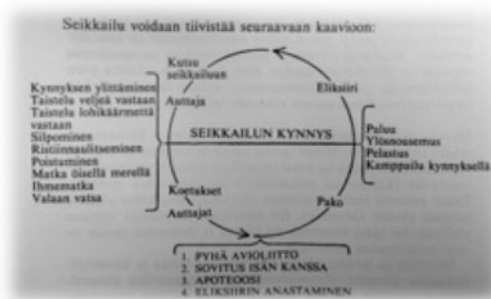 Seikkailu voidaan tiivistää seuraavaan kaavioon:
Kutsu
seikkailuun
Auttaja
Eliksiiri
Kynnyksen ylittäminen
Taistelu veljeä vastaan
Taistelu lohikäärmettä
vastaan
Silpominen
Ristiinnaulitseminen
Poistuminen
Matka öisellä merellä
Ihmematka
Valaan vatsa
SEIKKAILUN KYNNYS
Paluu
Ylösnousemus
Pelastus
Kamppailu kynnyksellä
Koetukset
Auttajat
Pako
1. PYHÄ AVIOLIITTO
2. SOVITUS ISÄN KANSSA
3. APOTEOOSI
4. ELIKSIIRIN ANASTAMINEN